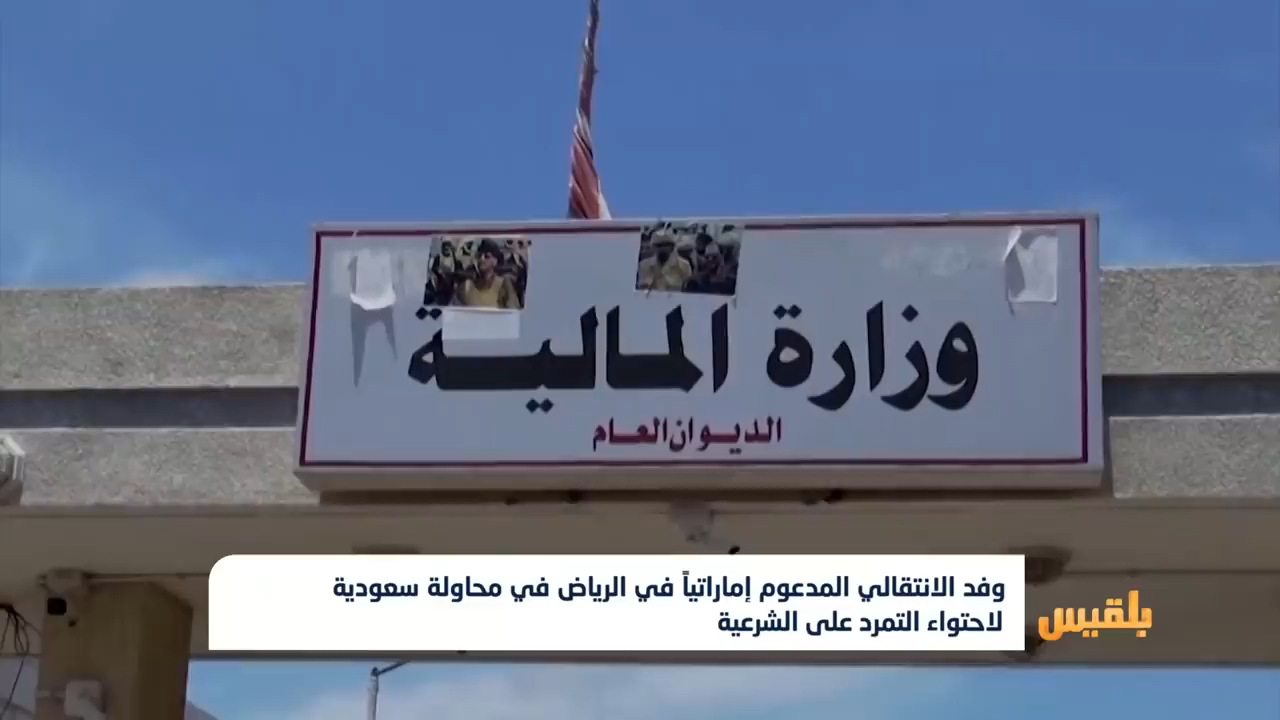 وزارة المالية
الديوان العام
وفد الانتقالي المدعوم إماراتياً في الرياض في محاولة سعودية
لاحتواء التمرد على الشرعية
بلقيس